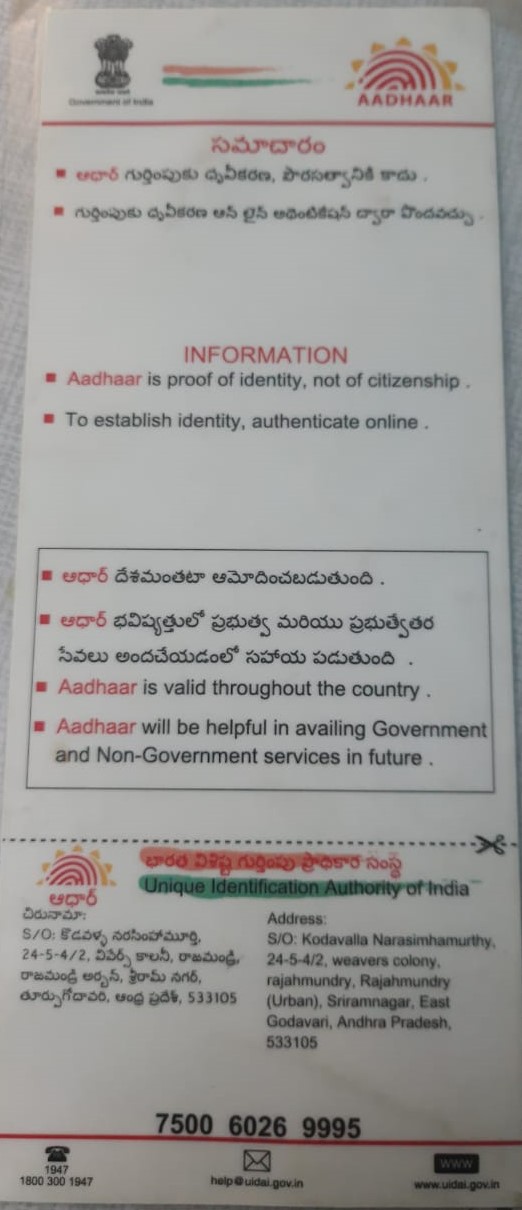 Government of India
AADHAAR
సమాచారం
▪ ఆధార్ గుర్తింపుకు ధృవీకరణ, పౌరసత్వానికి కాదు .
▪ గుర్తింపుకు ధృవీకరణ ఆన్ లైన్ అథెంటికేషన్ ద్వారా పొందవచ్చు .
INFORMATION
▪ Aadhaar is proof of identity, not of citizenship .
▪ To establish identity, authenticate online .
▪ ఆధార్ దేశమంతటా ఆమోదించబడుతుంది .
▪ ఆధార్ భవిష్యత్తులో ప్రభుత్వ మరియు ప్రభుత్వేతర
సేవలు అందచేయడంలో సహాయ పడుతుంది .
▪ Aadhaar is valid throughout the country .
▪ Aadhaar will be helpful in availing Government
and Non-Government services in future .
భారత విశిష్ట గుర్తింపు ప్రాధికార సంస్థ
Unique Identification Authority of India
ఆధార్
చిరునామా:
S/O: కొడవళ్ళ నరసింహమూర్తి,
24-5-4/2, వివర్స్ కాలనీ, రాజమండ్రి,
రాజమండ్రి అర్బన్, శ్రీరామ్ నగర్,
తూర్పుగోదావరి, ఆంధ్ర ప్రదేశ్, 533105
Address:
S/O: Kodavalla Narasimhamurthy,
24-5-4/2, weavers colony,
rajahmundry, Rajahmundry
(Urban), Sriramnagar, East
Godavari, Andhra Pradesh,
533105
7500 6026 9995
1947
1800 300 1947
help@uidai.gov.in
www
www.uidai.gov.in